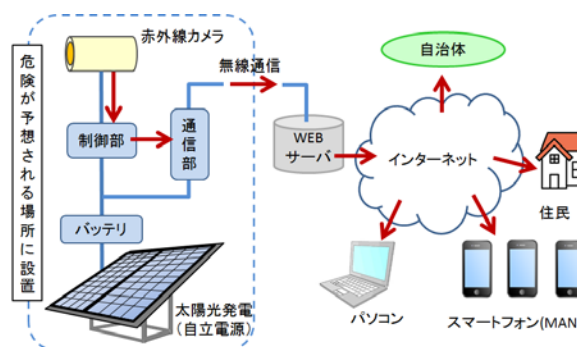 危険が予想される場所に設置
赤外線カメラ
制御部
通信部
バッテリ
太陽光発電
(自立電源)
無線通信
WEB
サーバ
インターネット
自治体
住民
パソコン
スマートフォン(MAN